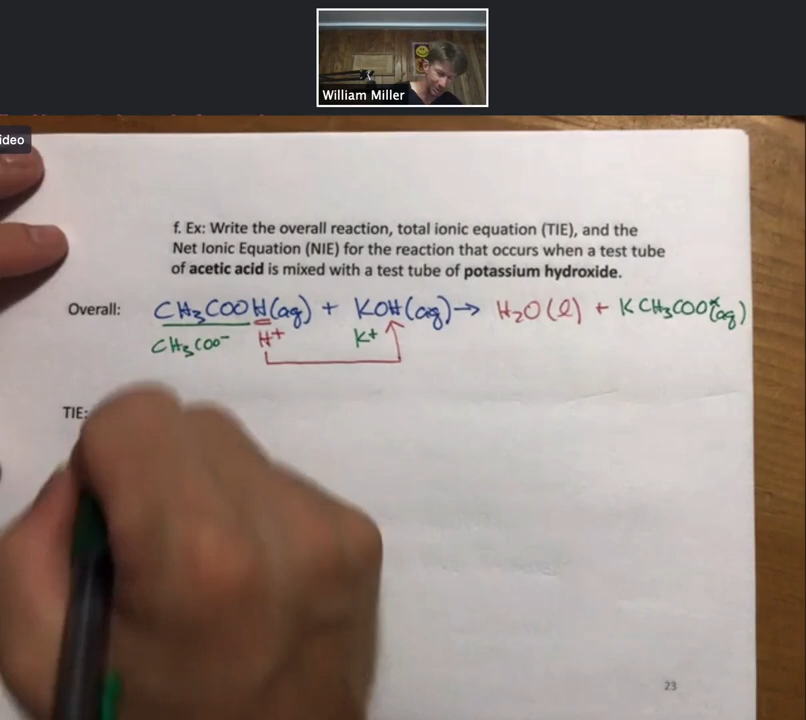 William Miller
ideo
f. Ex: Write the overall reaction, total ionic equation (TIE), and the
Net Ionic Equation (NIE) for the reaction that occurs when a test tube
of acetic acid is mixed with a test tube of potassium hydroxide.
Overall: CH₃COOH(aq) + KOH(aq) → H₂O(l) + KCH₃COO(aq)
CH₃COO⁻ H⁺ K⁺
TIE:
23